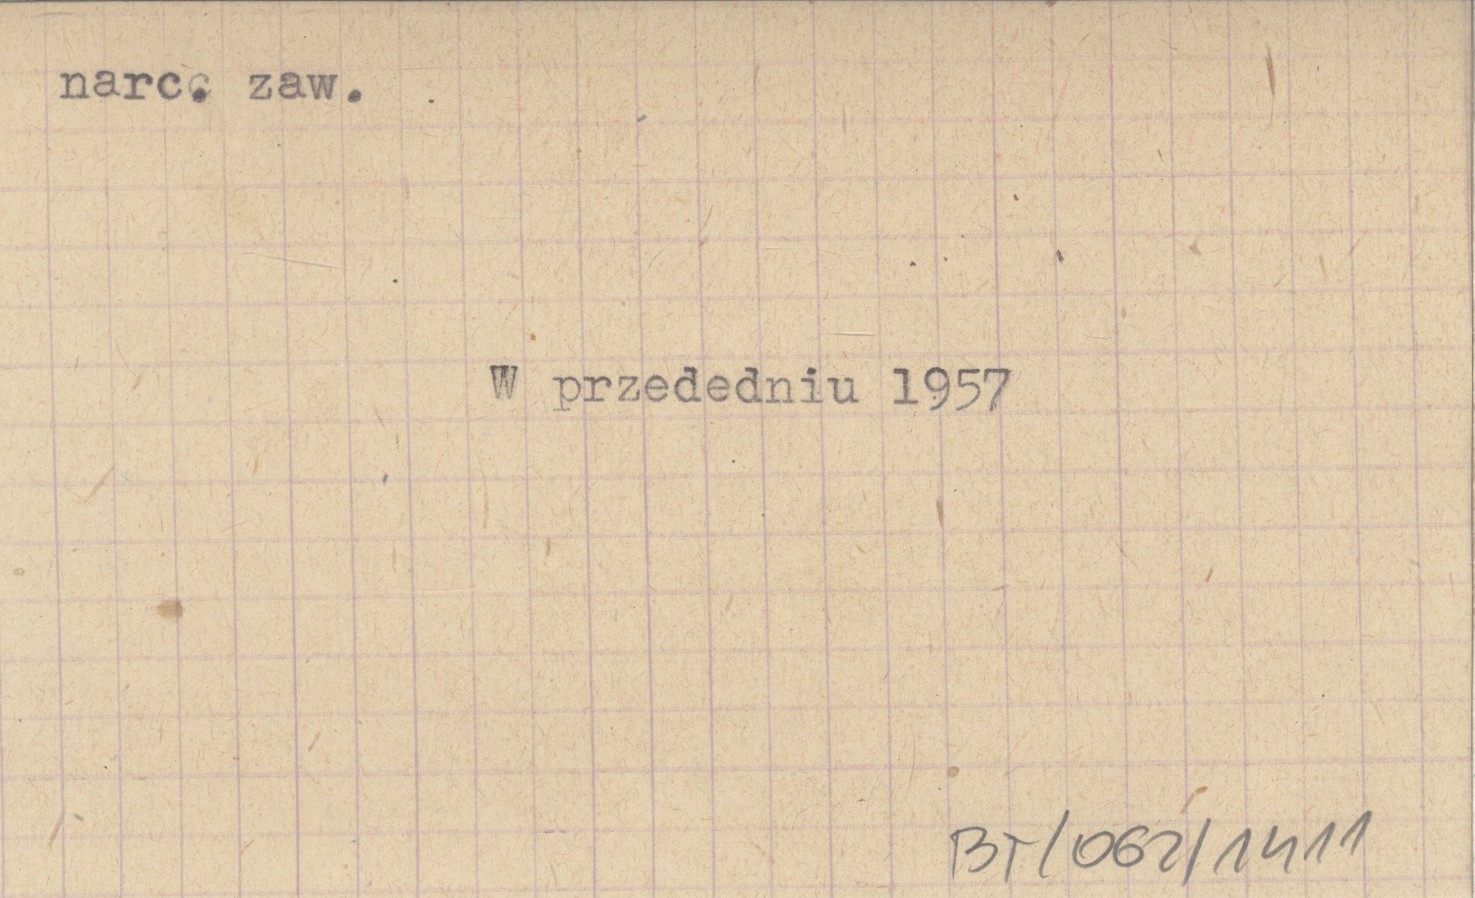 narc. zaw.
W przededniu 1957
BT/062/1411